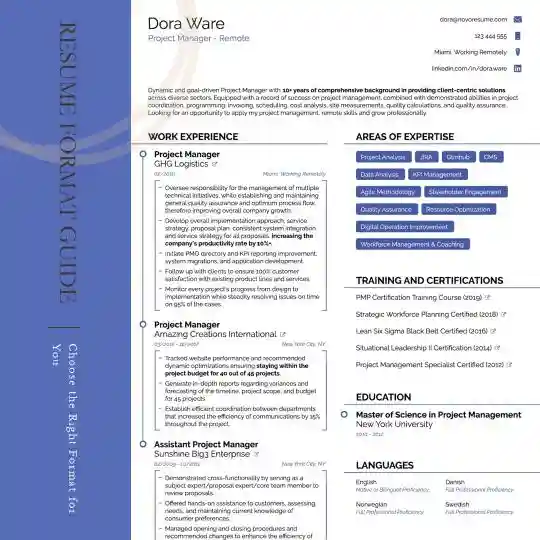 RESUME FORMAT GUIDE
Choose the Right Format for
You
Dora Ware
Project Manager - Remote
dora@novoresume.com
123 444 555
Miami, Working Remotely
linkedin.com/in/dora.ware
Dynamic and goal-driven Project Manager with 10+ years of comprehensive background in providing client-centric solutions
across diverse sectors. Equipped with a record of success on project management, combined with demonstrated abilities in project
coordination, programming, invoicing, scheduling, cost analysis, site measurements, quality calculations, and quality assurance.
Looking for an opportunity to apply my project management, remote skills and grow professionally.
WORK EXPERIENCE
Project Manager
GHG Logistics
Miami, Working Remotely
Oversee responsibility for the management of multiple
technical initiatives, while establishing and maintaining
general quality assurance and optimum process flow,
therefore improving overall company growth.
Develop overall implementation approach, service
strategy, proposal plan, consistent system integration
and service strategy for all proposals, increasing the
company's productivity rate by 10%+.
Initiate PMO directory and KPI reporting improvement,
system migrations, and application development.
Follow up with clients to ensure 100% customer
satisfaction with existing product lines and services.
Monitor every project's progress from design to
implementation while steadily resolving issues on time
on 95% of the cases.
Project Manager
Amazing Creations International
New York City, NY
Tracked website performance and recommended
dynamic optimizations ensuring staying within the
project budget for 40 out of 45 projects.
Generate in-depth reports regarding variances and
forecasting of the timeline, project scope, and budget
for 45 projects.
Establish efficient coordination between departments
that increased the efficiency of communications by 15%
throughout the project.
Assistant Project Manager
Sunshine Big3 Enterprise
New York City, NY
Demonstrated cross-functionality by serving as a
subject expert/proposal expert/core team member to
review proposals.
Offered hands-on assistance to customers, assessing
needs, and maintaining current knowledge of
consumer preferences.
Managed opening and closing procedures and
recommended changes to enhance the efficiency of
AREAS OF EXPERTISE
Project Analysis JIRA Glimhub CMS
Data Analysis KPI Management
Agile Methodology Stakeholder Engagement
Quality Assurance Resource Optimization
Digital Operation Improvement
Workforce Management & Coaching
TRAINING AND CERTIFICATIONS
PMP Certification Training Course (2019)
Strategic Workforce Planning Certified (2018)
Lean Six Sigma Black Belt Certified (2016)
Situational Leadership II Certification (2014)
Project Management Specialist Certified (2012)
EDUCATION
Master of Science in Project Management
New York University
2010 - 2012
LANGUAGES
English Danish
Native or Bilingual Proficiency Full Professional Proficiency
Norwegian Swedish
Full Professional Proficiency Full Professional Proficiency